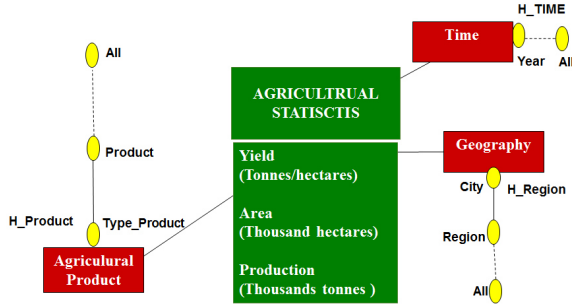 H_TIME
All
Time
Year
All
AGRICULTRUAL
STATISCTIS
Product
Yield
(Tonnes/hectares)
Geography
City
H_Region
H_Product
Type_Product
Area
(Thousand hectares)
Region
Agriculural
Product
Production
(Thousands tonnes )
All